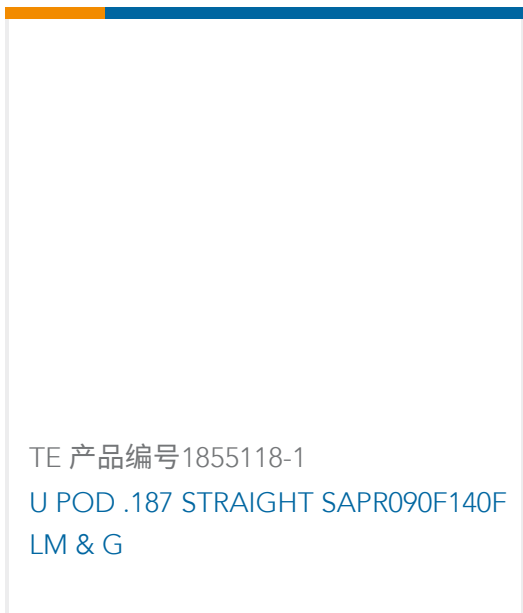 TE 产品编号1855118-1
U POD .187 STRAIGHT SAPR090F140F
LM & G